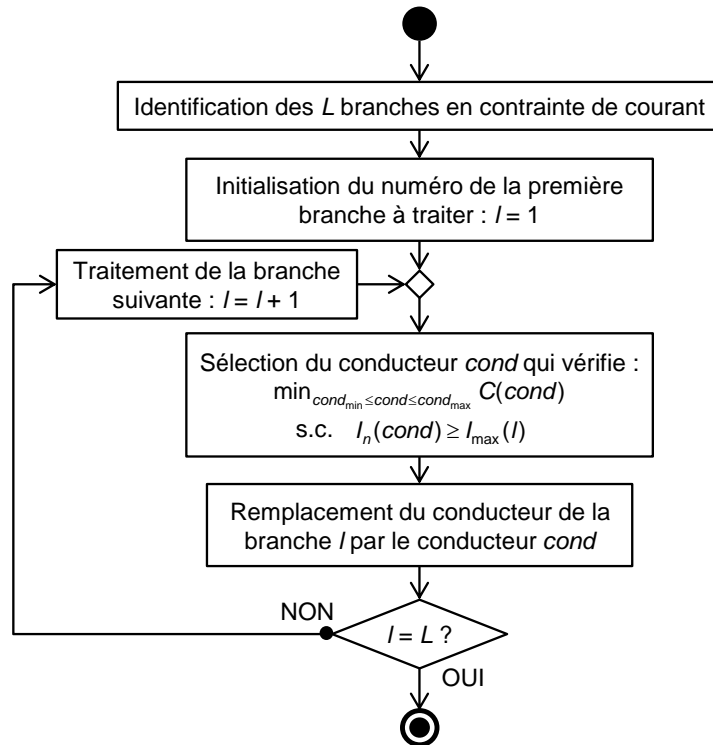 Identification des L branches en contrainte de courant
Initialisation du numéro de la première
branche à traiter : l = 1
Traitement de la branche
suivante : l = l + 1
Sélection du conducteur cond qui vérifie :
min cond_min ≤cond≤cond_max C(cond)
s.c. I_n(cond) ≥ I_max(l)
Remplacement du conducteur de la
branche l par le conducteur cond
NON
l = L ?
OUI